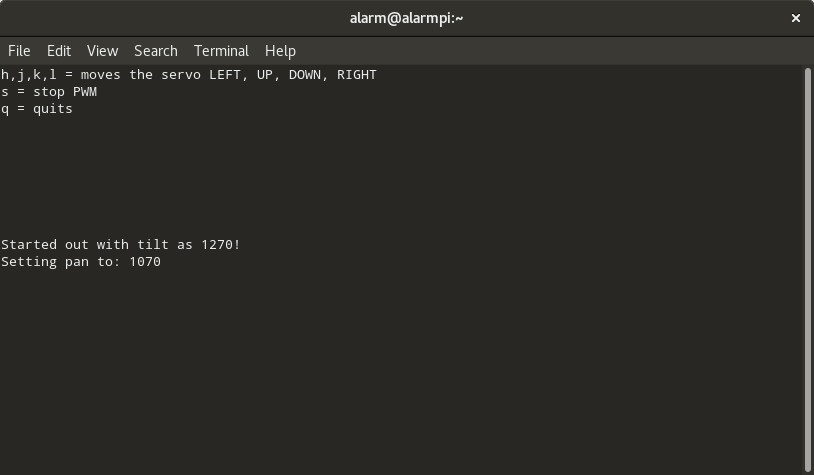 alarm@alarmpi:~
File Edit View Search Terminal Help
h,j,k,l = moves the servo LEFT, UP, DOWN, RIGHT
s = stop PWM
q = quits
Started out with tilt as 1270!
Setting pan to: 1070